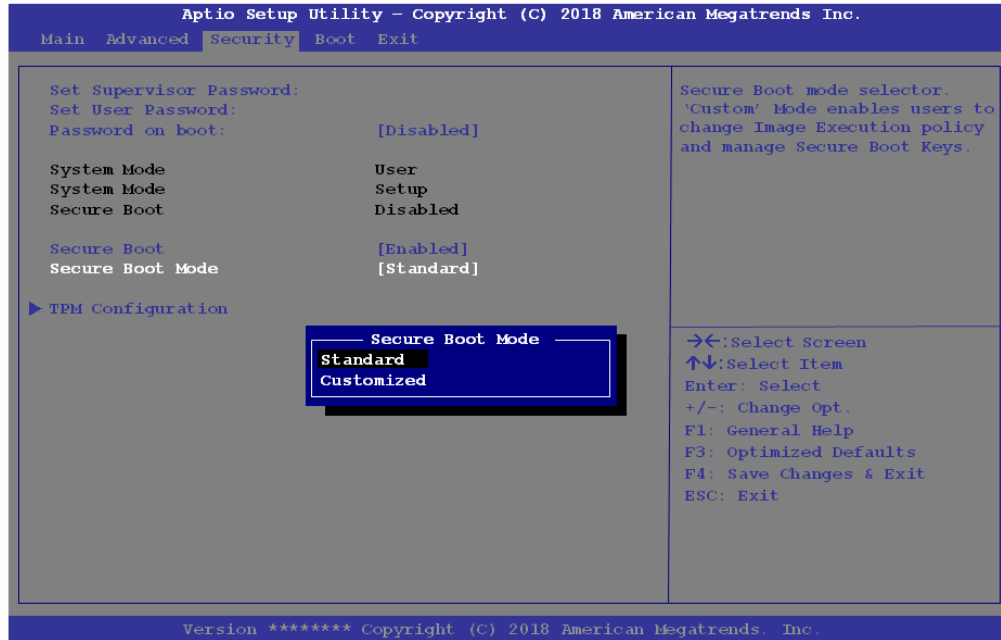 Aptio Setup Utility – Copyright (C) 2018 American Megatrends Inc.
Main Advanced Security Boot Exit
Set Supervisor Password:
Set User Password:
Password on boot: [Disabled]
System Mode User
System Mode Setup
Secure Boot Disabled
Secure Boot [Enabled]
Secure Boot Mode [Standard]
▶ TPM Configuration
Secure Boot Mode
Standard
Customized
Secure Boot mode selector.
‘Custom’ Mode enables users to
change Image Execution policy
and manage Secure Boot Keys.
→←:Select Screen
↑↓:Select Item
Enter: Select
+/-: Change Opt.
F1: General Help
F3: Optimized Defaults
F4: Save Changes & Exit
ESC: Exit
Version ******** Copyright (C) 2018 American Megatrends. Inc.